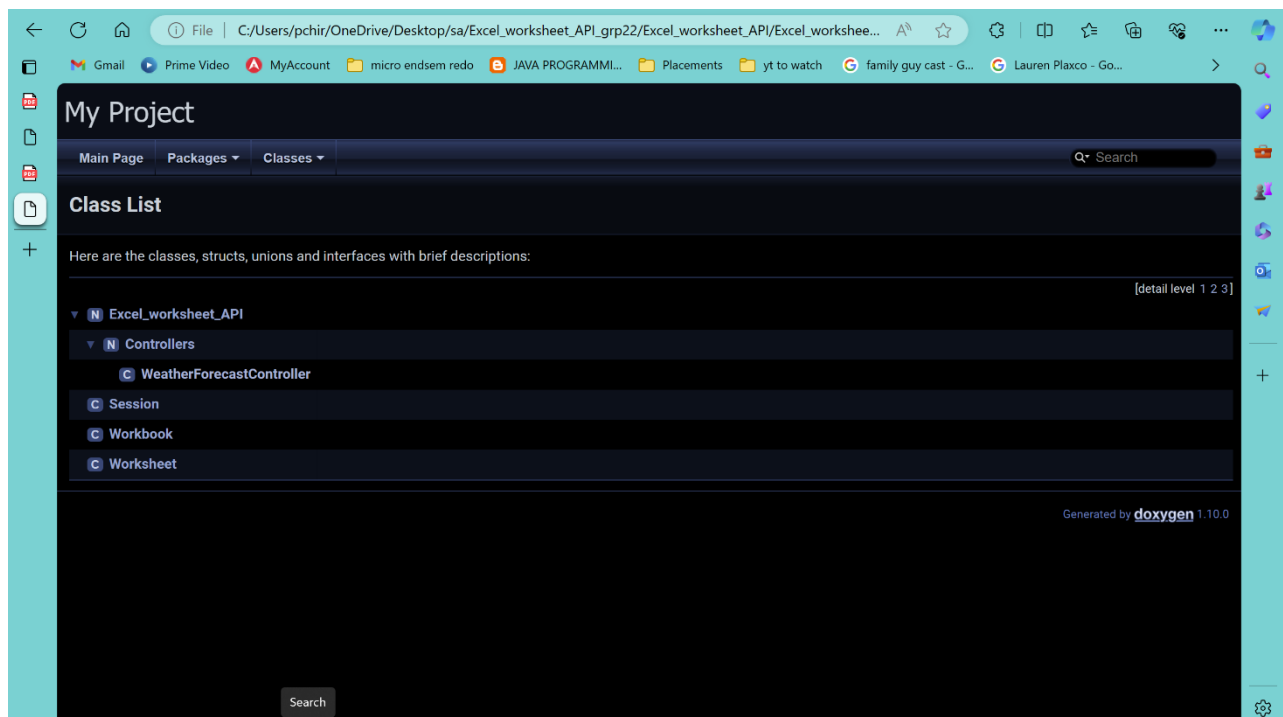 File | C:/Users/pchir/OneDrive/Desktop/sa/Excel_worksheet_API_grp22/Excel_worksheet_API/Excel_workshee...
Gmail Prime Video MyAccount micro endsem redo JAVA PROGRAMMI... Placements yt to watch family guy cast - G... Lauren Plaxco - Go...
My Project
Main Page Packages Classes Search
Class List
Here are the classes, structs, unions and interfaces with brief descriptions:
[detail level 1 2 3]
N Excel_worksheet_API
N Controllers
C WeatherForecastController
C Session
C Workbook
C Worksheet
Generated by doxygen 1.10.0
Search